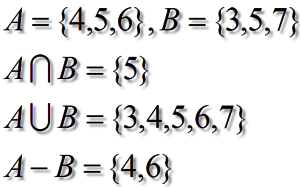 A = {4,5,6}, B = {3,5,7}
A ⋂ B = {5}
A ⋃ B = {3,4,5,6,7}
A − B = {4,6}